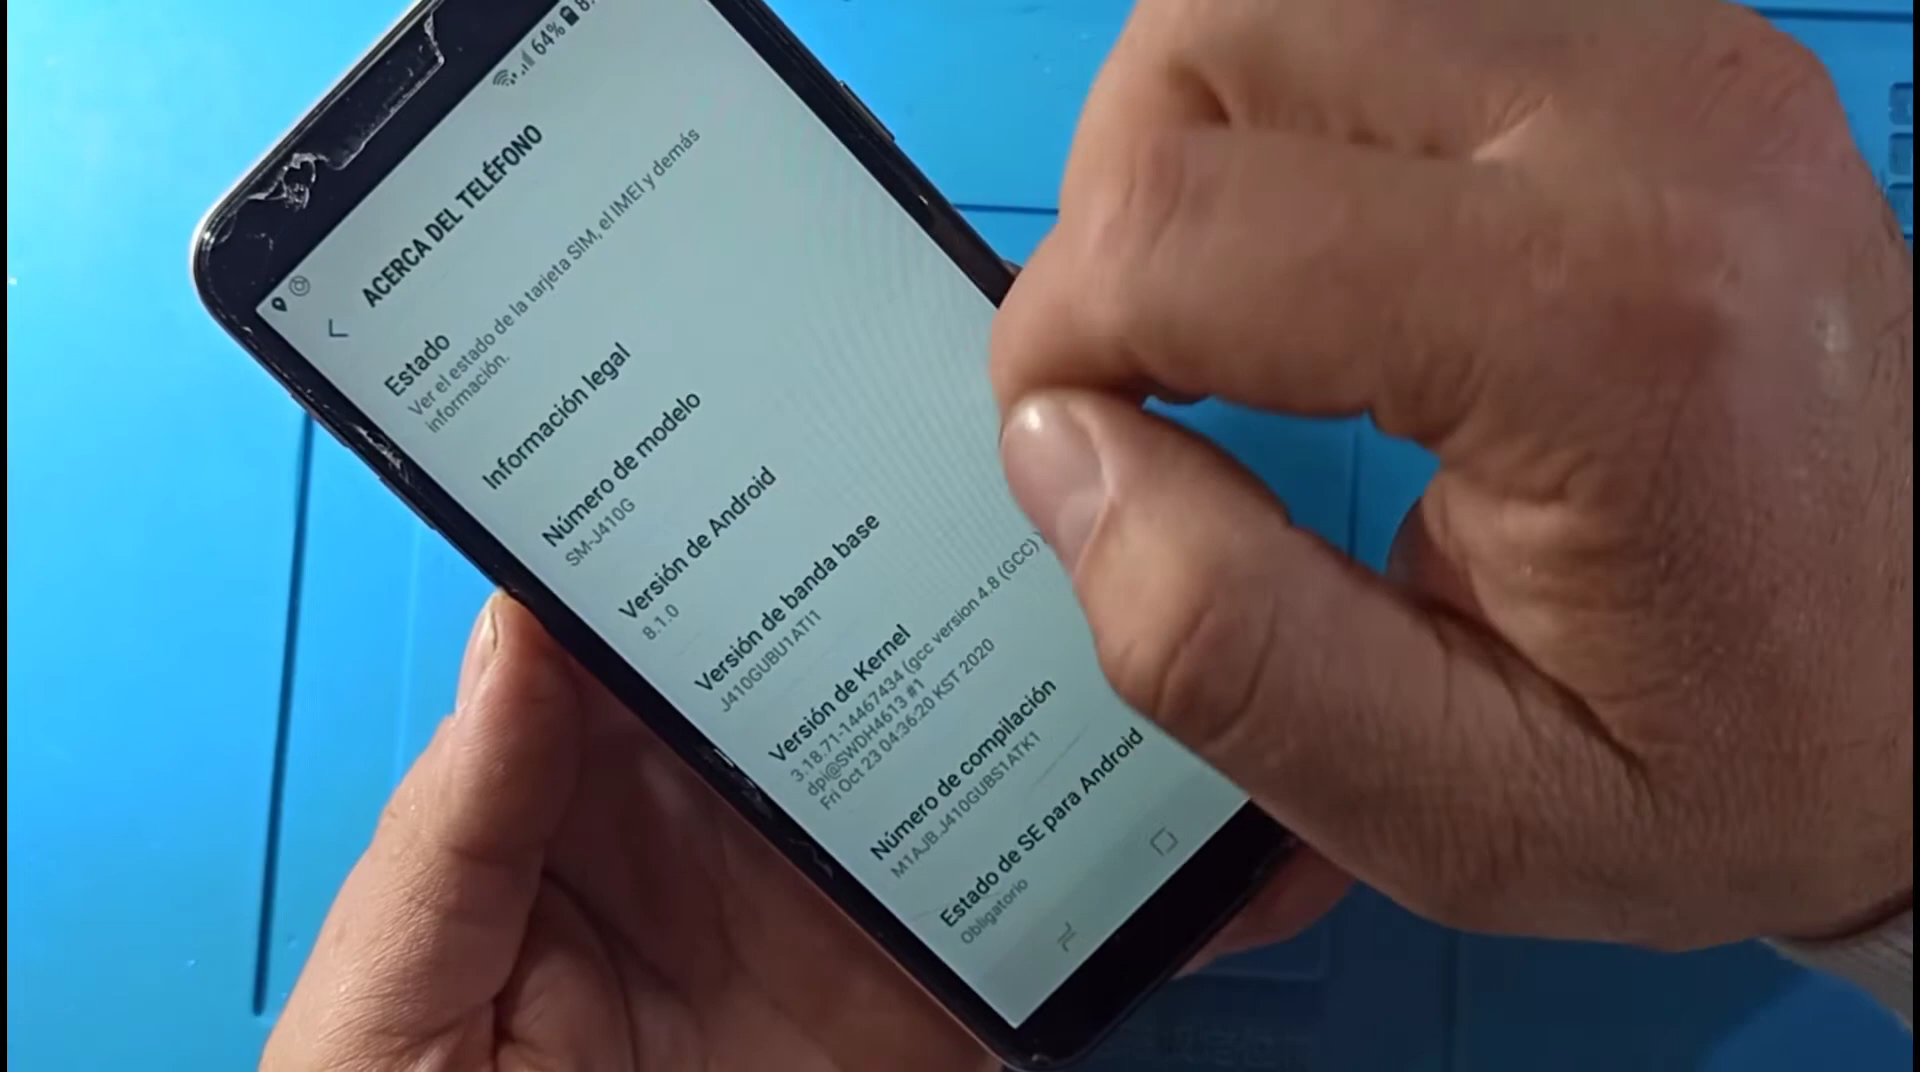 64%
ACERCA DEL TELÉFONO
Estado
Ver el estado de la tarjeta SIM, el IMEI y demás
información.
Información legal
Número de modelo
SM-J410G
Versión de Android
8.1.0
Versión de banda base
J410GUBU1ATI1
Versión de Kernel
3.18.71-14467434 (gcc version 4.8 (GCC) )
dpi@SWDH4613 #1
Fri Oct 23 04:36:20 KST 2020
Número de compilación
M1AJB.J410GUBS1ATK1
Estado de SE para Android
Obligatorio